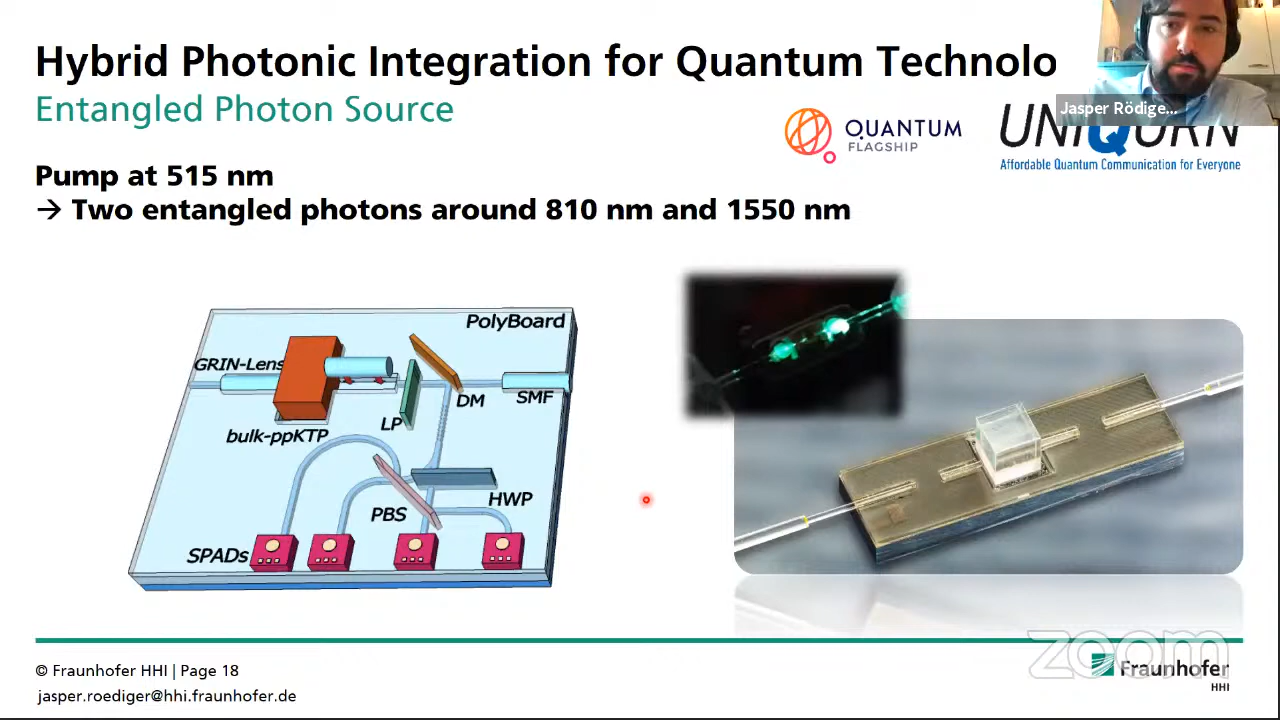 Hybrid Photonic Integration for Quantum Technolo
Entangled Photon Source
Jasper Rödige...
QUANTUM
FLAGSHIP
UNIQORN
Affordable Quantum Communication for Everyone
Pump at 515 nm
→ Two entangled photons around 810 nm and 1550 nm
PolyBoard
GRIN-Lens
DM
SMF
LP
bulk-ppKTP
HWP
PBS
SPADs
zoom
© Fraunhofer HHI | Page 18
Fraunhofer
HHI
jasper.roediger@hhi.fraunhofer.de